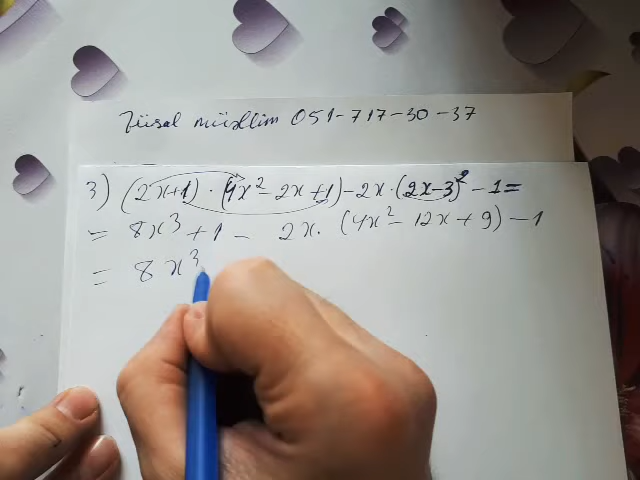 Züsal müəllim 051-717-30-37
3) (2x+1) · (4x² - 2x + 1) - 2x · (2x - 3)² - 1 =
= 8x³ + 1 - 2x · (4x² - 12x + 9) - 1
= 8x³